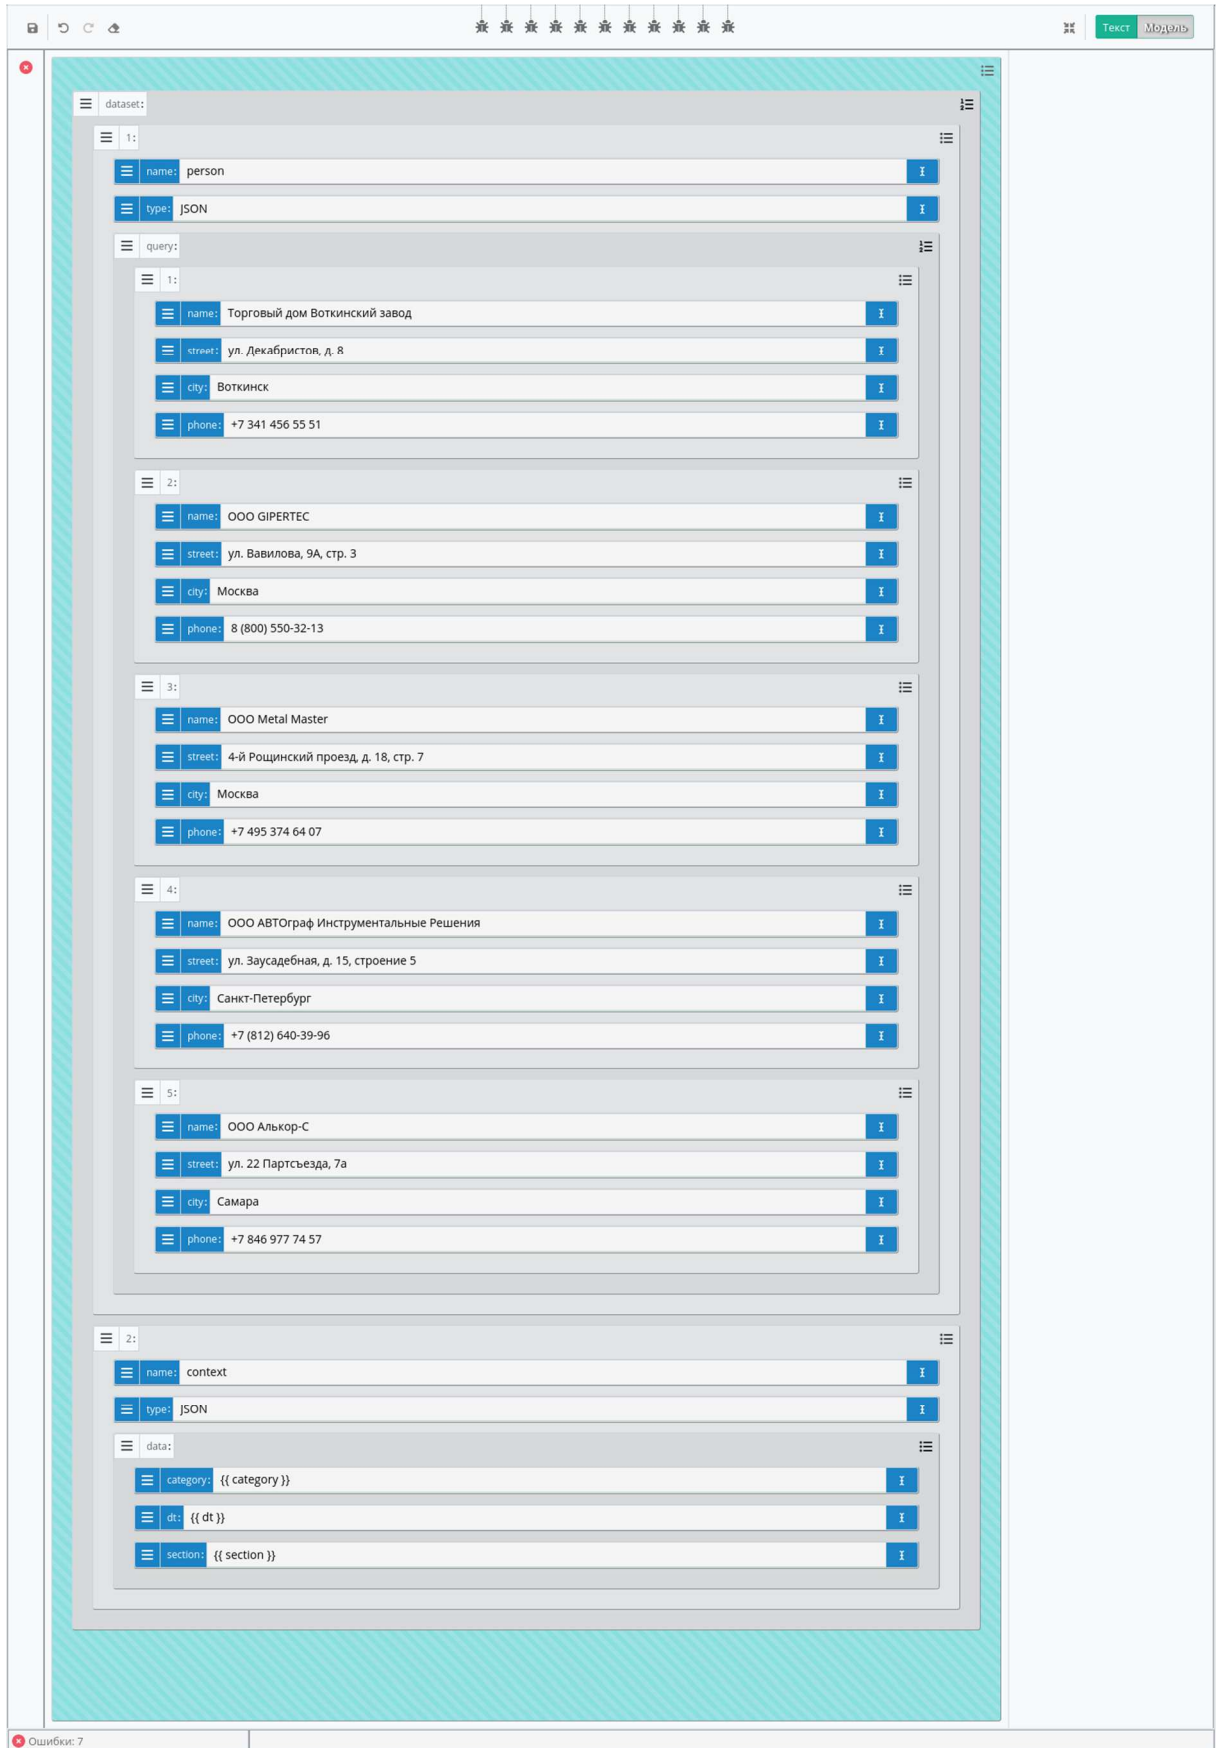 Текст Модель
dataset:
1:
name: person
type: JSON
query:
1:
name: Торговый дом Воткинский завод
street: ул. Декабристов, д. 8
city: Воткинск
phone: +7 341 456 55 51
2:
name: ООО GIPERTEC
street: ул. Вавилова, 9А, стр. 3
city: Москва
phone: 8 (800) 550-32-13
3:
name: ООО Metal Master
street: 4-й Рощинский проезд, д. 18, стр. 7
city: Москва
phone: +7 495 374 64 07
4:
name: ООО АВТОграф Инструментальные Решения
street: ул. Заусадебная, д. 15, строение 5
city: Санкт-Петербург
phone: +7 (812) 640-39-96
5:
name: ООО Алькор-С
street: ул. 22 Партсъезда, 7а
city: Самара
phone: +7 846 977 74 57
2:
name: context
type: JSON
data:
category: {{ category }}
dt: {{ dt }}
section: {{ section }}
Ошибки: 7